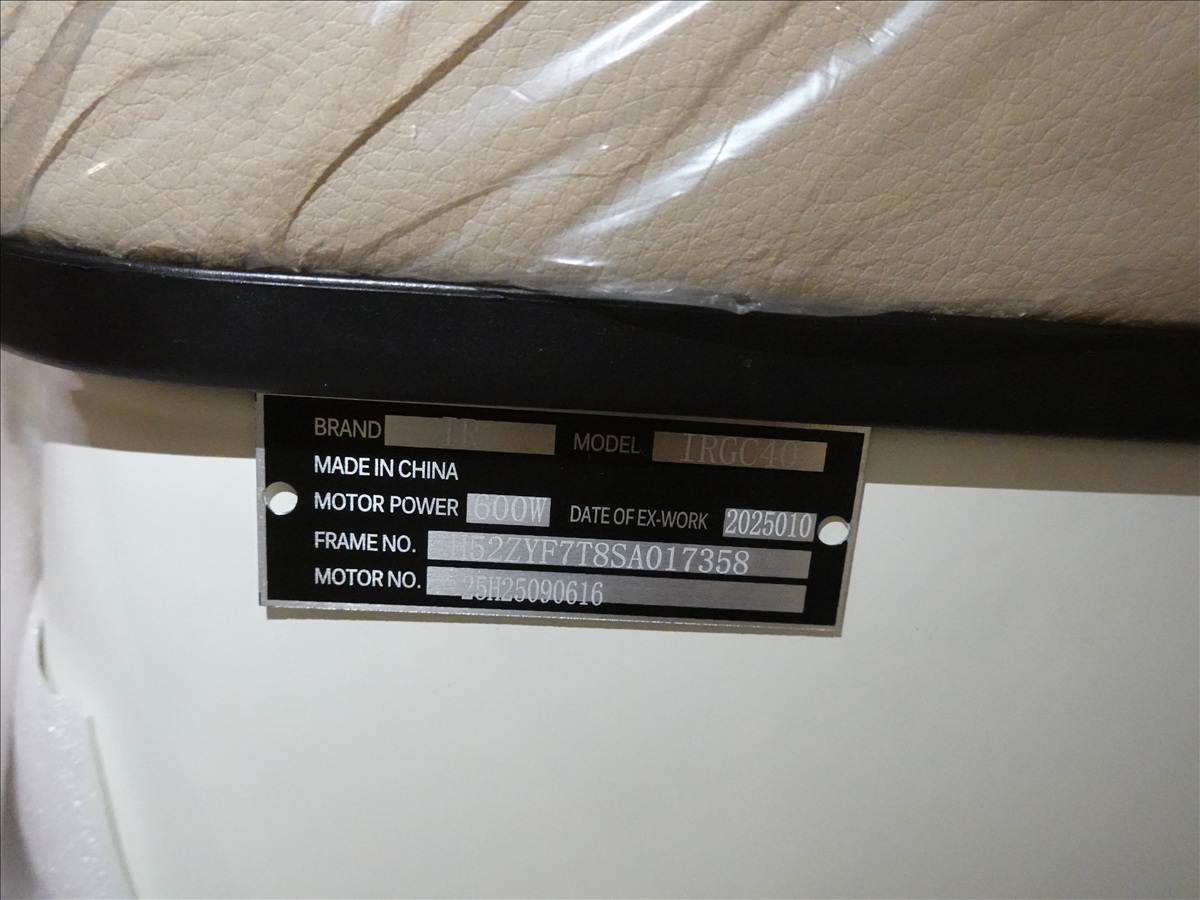 BRAND IR MODEL IRGC40
MADE IN CHINA
MOTOR POWER 600W DATE OF EX-WORK 2025010
FRAME NO. H52ZYF7T8SA017358
MOTOR NO. 25H25090616